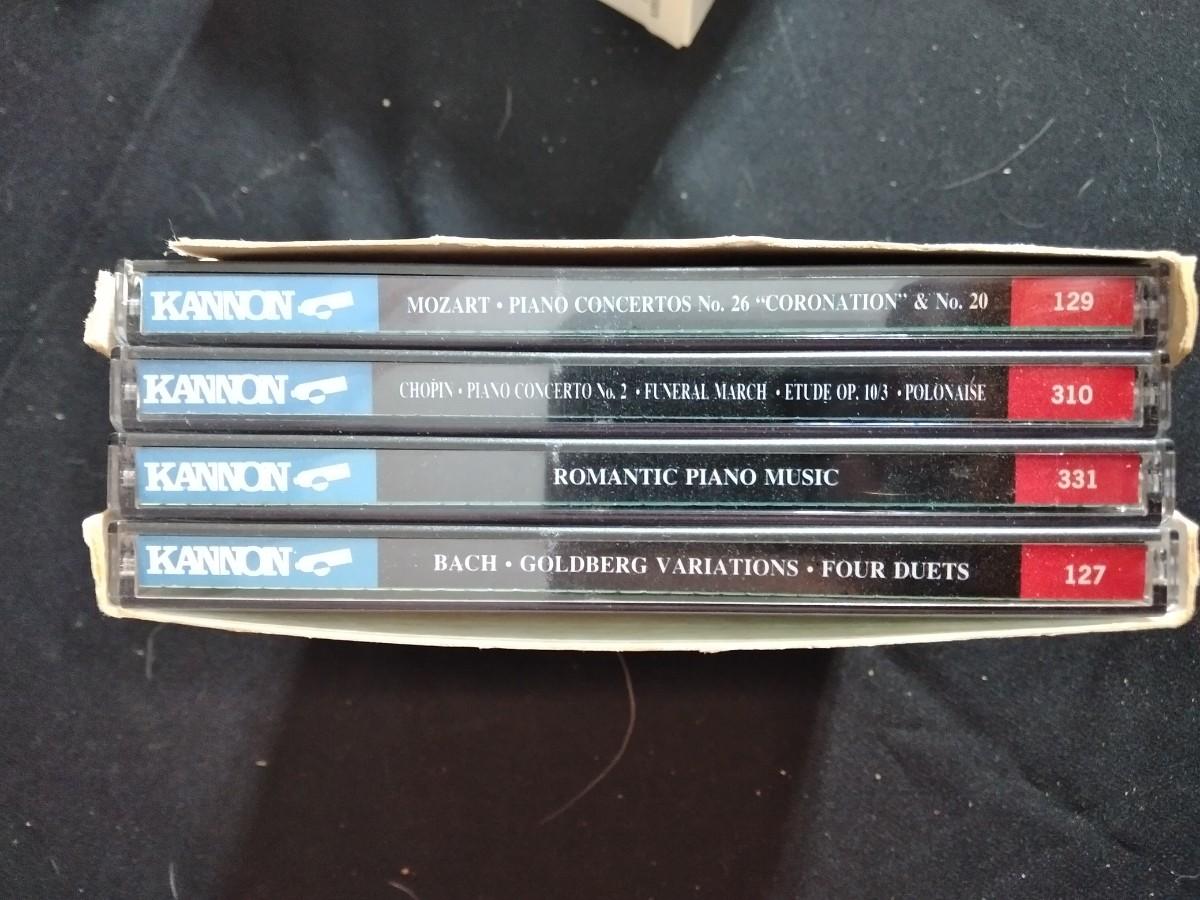 KANNON MOZART • PIANO CONCERTOS No. 26 “CORONATION” & No. 20 129
KANNON CHOPIN • PIANO CONCERTO No. 2 • FUNERAL MARCH • ETUDE OP. 10/3 • POLONAISE 310
KANNON ROMANTIC PIANO MUSIC 331
KANNON BACH • GOLDBERG VARIATIONS • FOUR DUETS 127